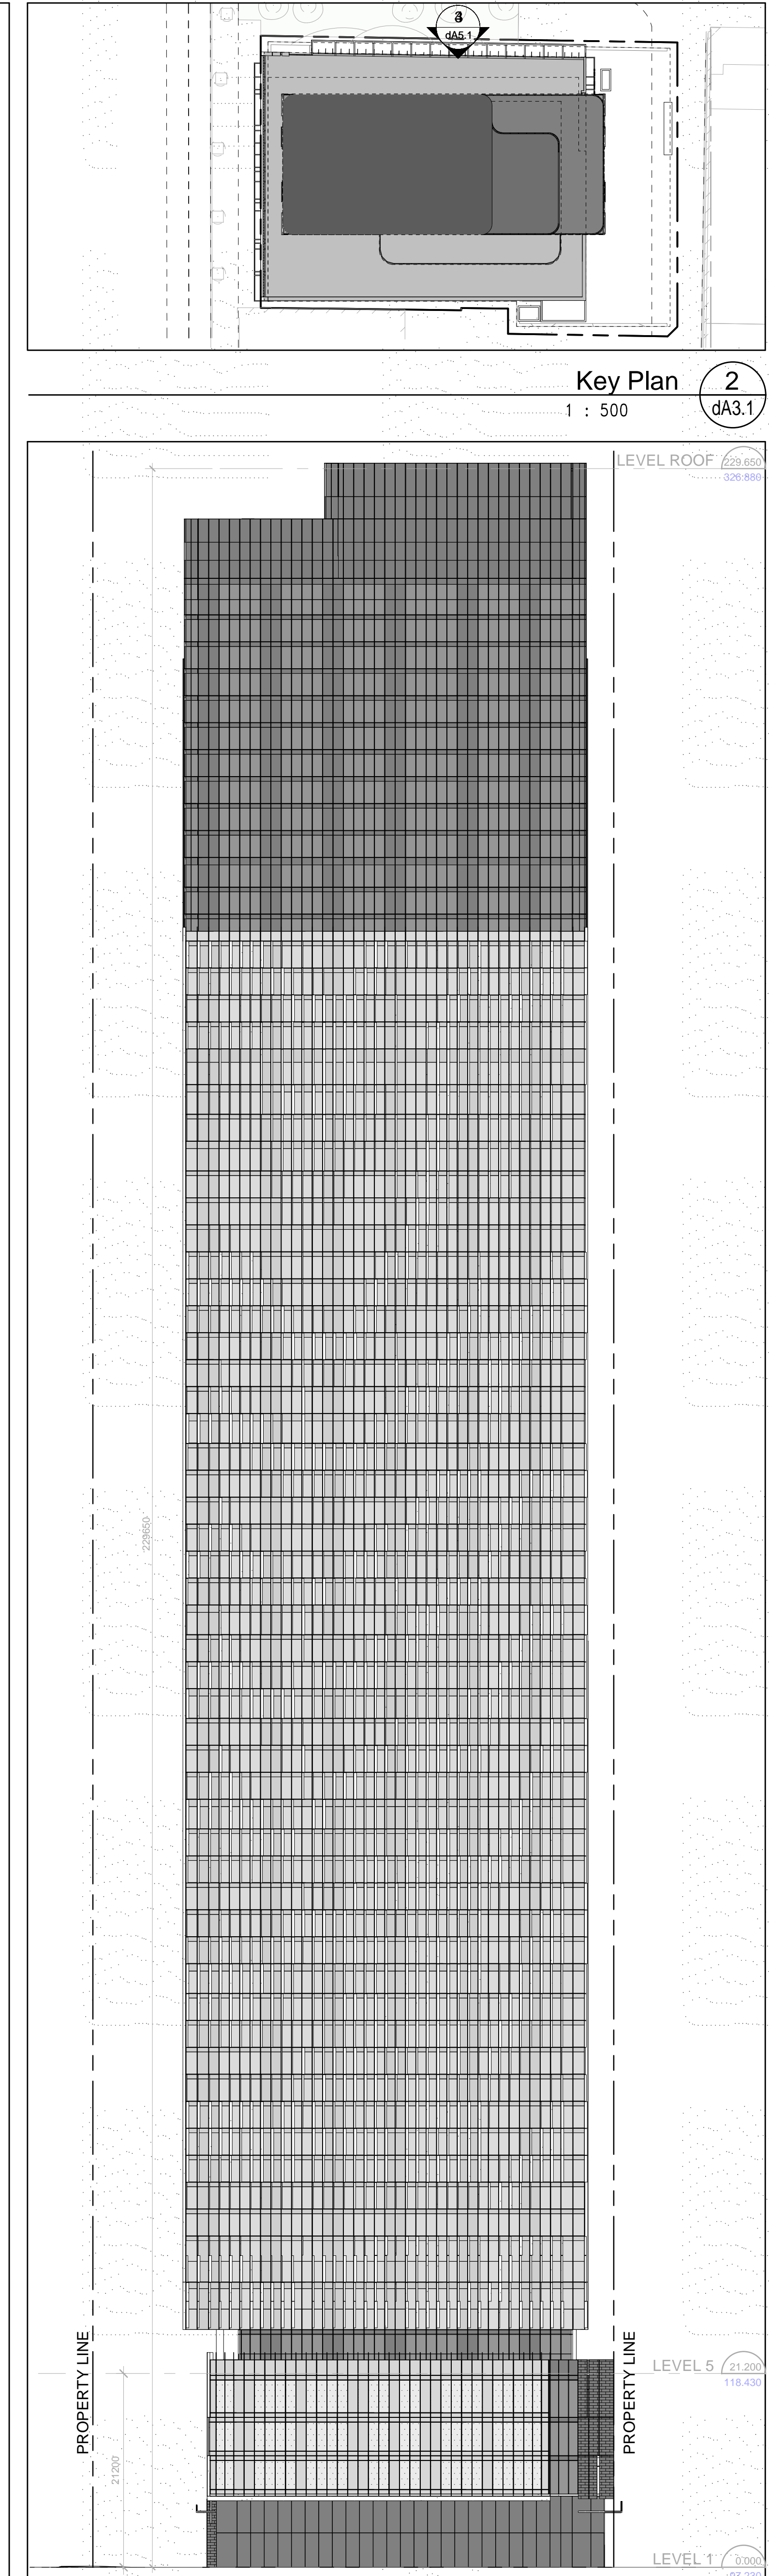 dA5.1
Key Plan
2
1 : 500
dA3.1
LEVEL ROOF
229.650
326.880
229650
PROPERTY LINE
PROPERTY LINE
LEVEL 5
21.200
118.430
21200
LEVEL 1
0.000